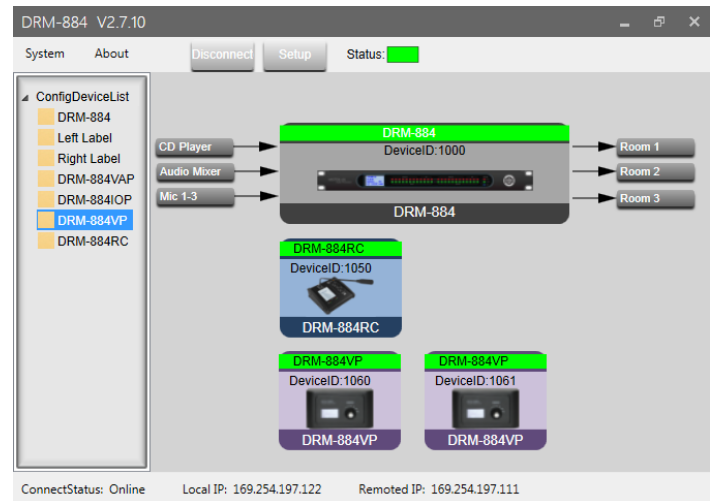 DRM-884 V2.7.10
System About Disconnect Setup Status:
ConfigDeviceList
DRM-884
Left Label
Right Label
DRM-884VAP
DRM-884IOP
DRM-884VP
DRM-884RC
CD Player
Audio Mixer
Mic 1-3
DRM-884
DeviceID:1000
DRM-884
Room 1
Room 2
Room 3
DRM-884RC
DeviceID:1050
DRM-884RC
DRM-884VP
DeviceID:1060
DRM-884VP
DRM-884VP
DeviceID:1061
DRM-884VP
ConnectStatus: Online Local IP: 169.254.197.122 Remoted IP: 169.254.197.111